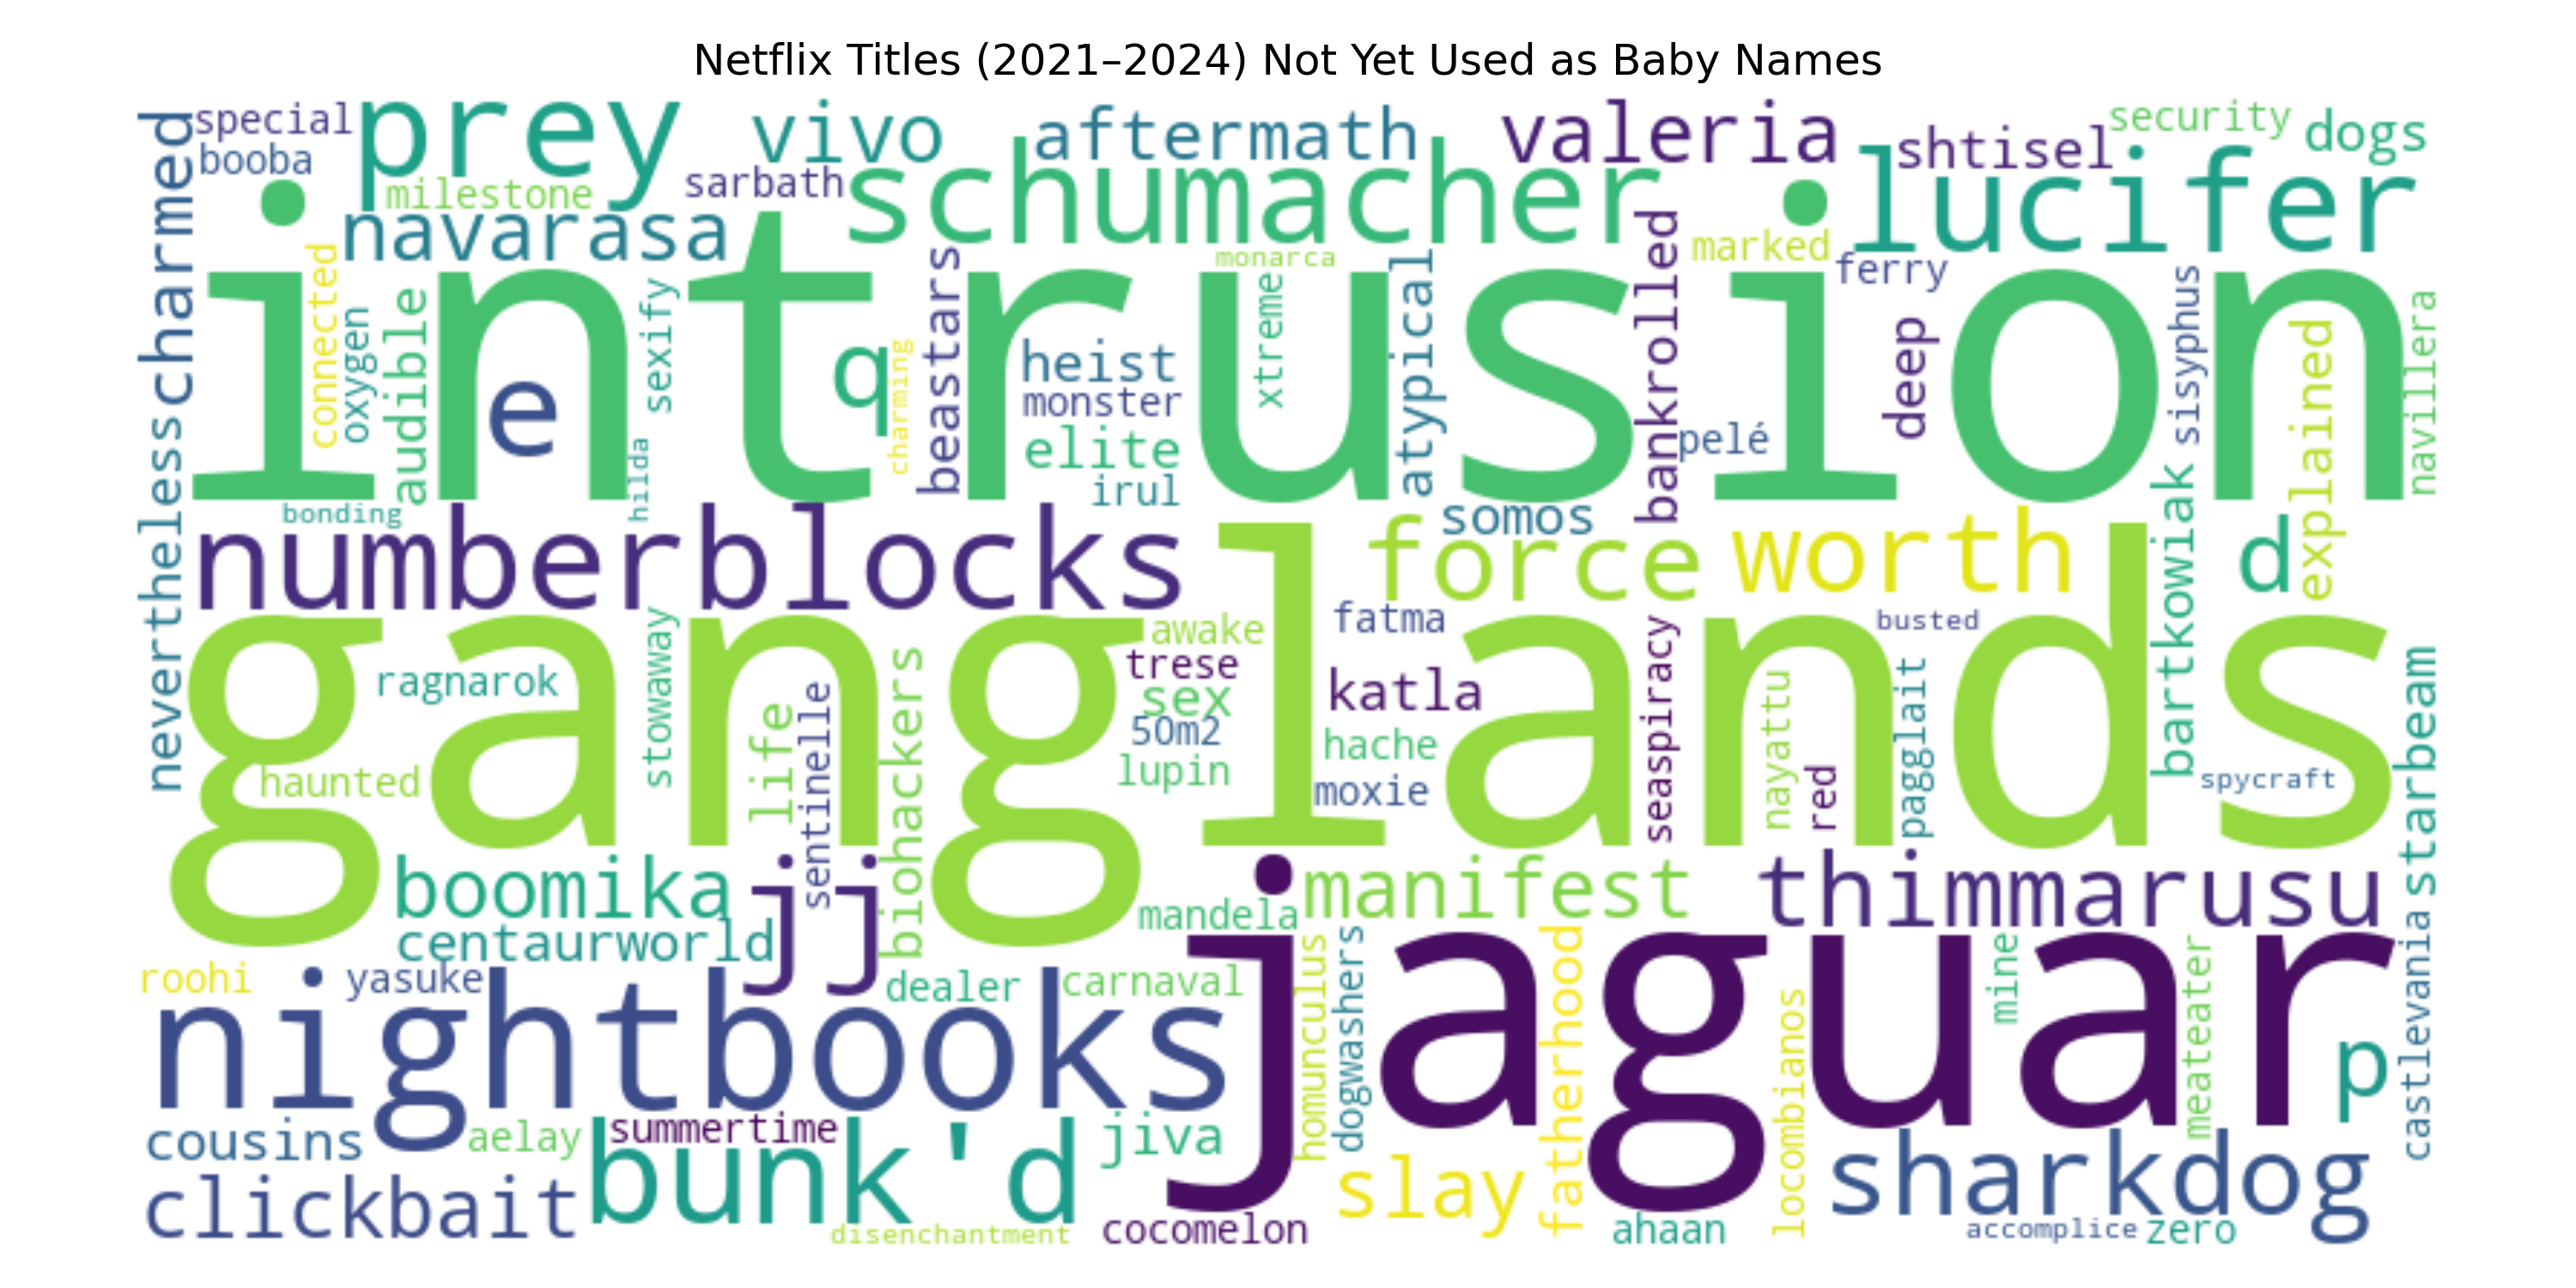 Netflix Titles (2021–2024) Not Yet Used as Baby Names
special
prey
vivo
aftermath
valeria
security
dogs
charmed
booba
milestone
sarbath
schumacher
shtisel
lucifer
navarasa
intrusion
connected
oxygen
audible
e
sexify
q
charming
beastars
monarca
heist
monster
elite
irul
xtreme
atypical
bankrolled
marked
ferry
deep
pelé
sisyphus
explained
navillera
nevertheless
bonding
hilda
numberblocks
somos
force
worth
d
bartkowiak
ganglands
ragnarok
haunted
stowaway
life
sentinelle
biohackers
awake
trese
sex
50m2
lupin
fatma
katla
hache
moxie
seaspiracy
busted
nayattu
red
pagglait
spycraft
starbeam
boomika
jj
centaurworld
mandela
manifest
thimmarusu
roohi
yasuke
dealer
carnaval
nightbooks
jaguar
homunculus
dogwashers
fatherhood
locombianos
mine
meateater
p
castlevania
cousins
aelay
summertime
bunk'd
jiva
clickbait
slay
sharkdog
disenchantment
cocomelon
ahaan
accomplice
zero